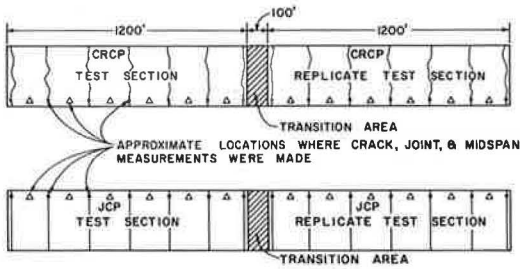 100'
1200'
1200'
CRCP
TEST SECTION
CRCP
REPLICATE TEST SECTION
TRANSITION AREA
APPROXIMATE LOCATIONS WHERE CRACK, JOINT, & MIDSPAN
MEASUREMENTS WERE MADE
JCP
TEST SECTION
JCP
REPLICATE TEST SECTION
TRANSITION AREA